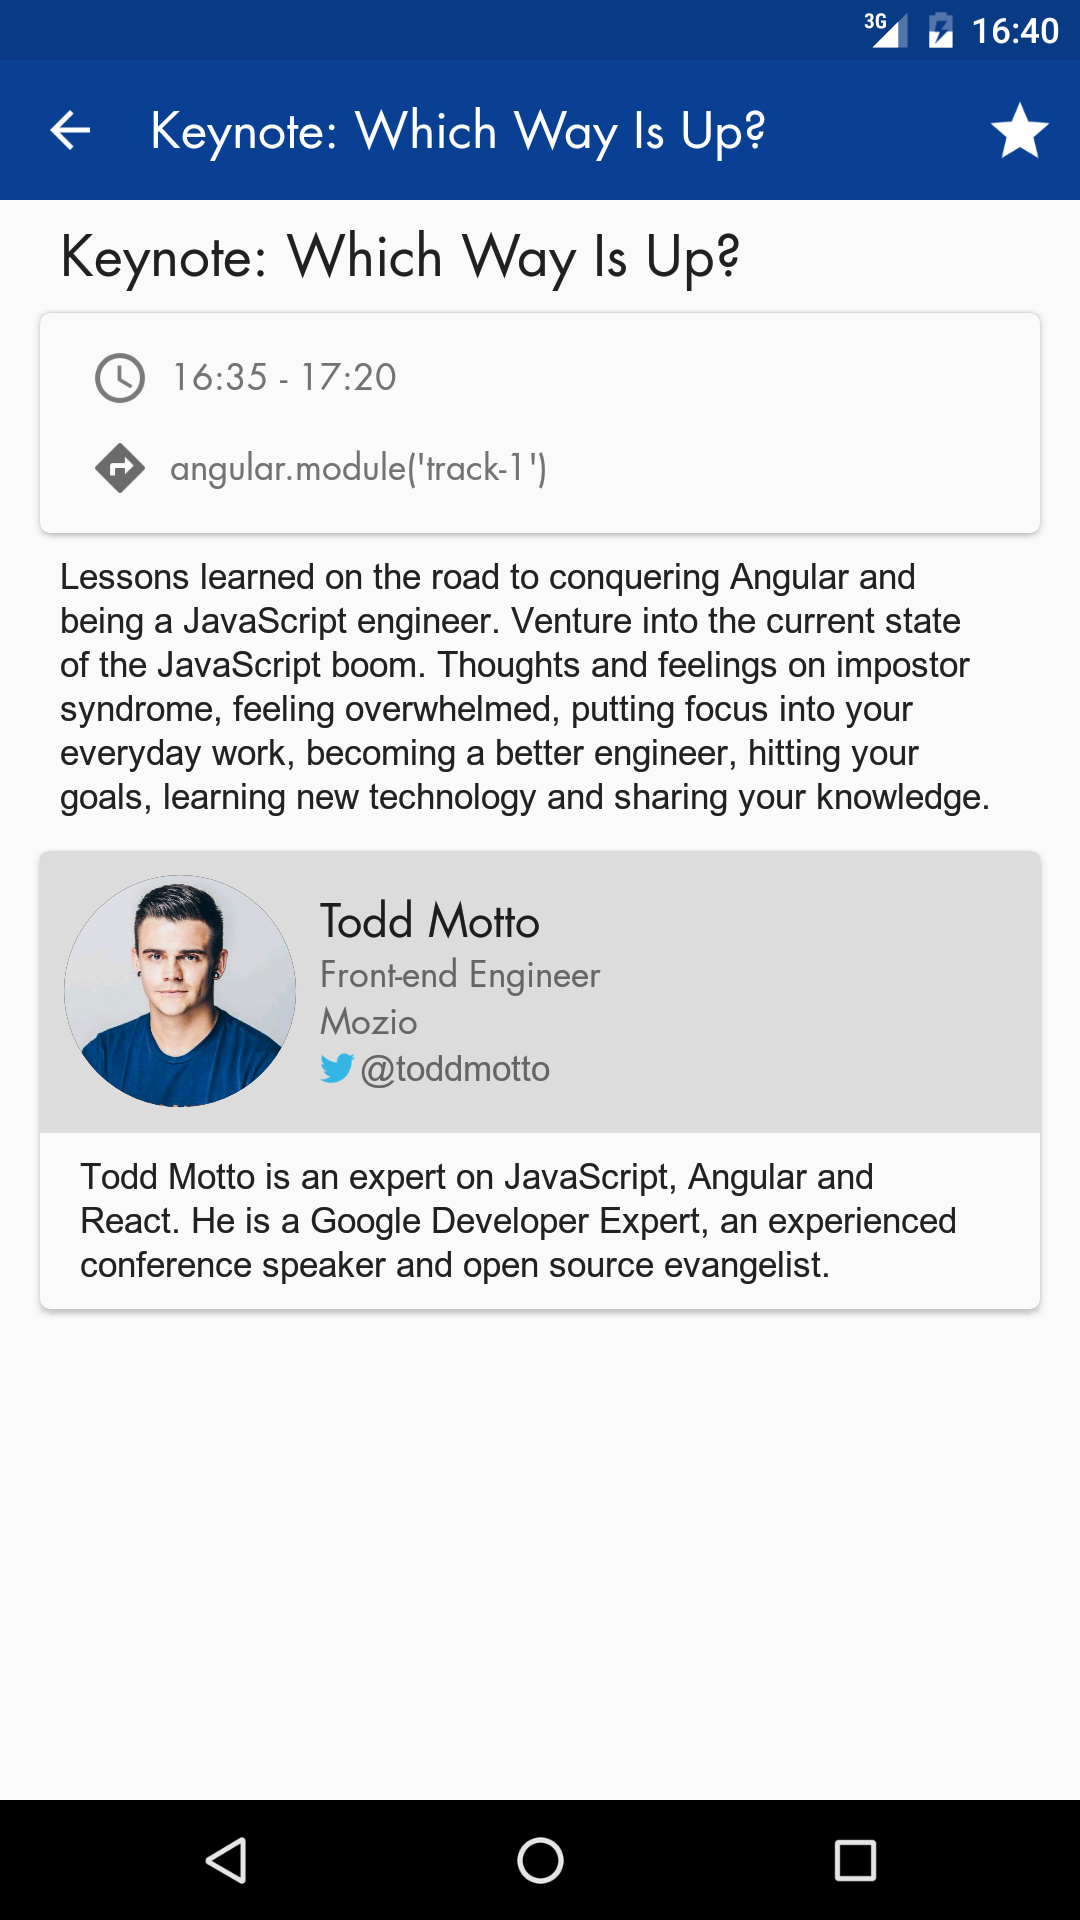 3G 16:40
Keynote: Which Way Is Up?
Keynote: Which Way Is Up?
16:35 - 17:20
angular.module('track-1')
Lessons learned on the road to conquering Angular and
being a JavaScript engineer. Venture into the current state
of the JavaScript boom. Thoughts and feelings on impostor
syndrome, feeling overwhelmed, putting focus into your
everyday work, becoming a better engineer, hitting your
goals, learning new technology and sharing your knowledge.
Todd Motto
Front-end Engineer
Mozio
@toddmotto
Todd Motto is an expert on JavaScript, Angular and
React. He is a Google Developer Expert, an experienced
conference speaker and open source evangelist.